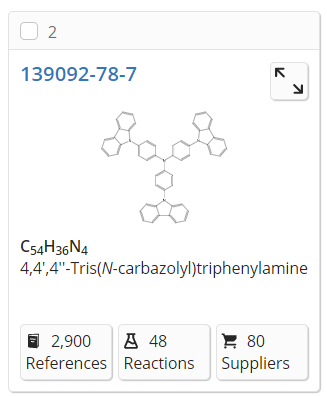 2
139092-78-7
N
N
N
N
C₅₄H₃₆N₄
4,4',4''-Tris(N-carbazolyl)triphenylamine
2,900 48 80
References Reactions Suppliers